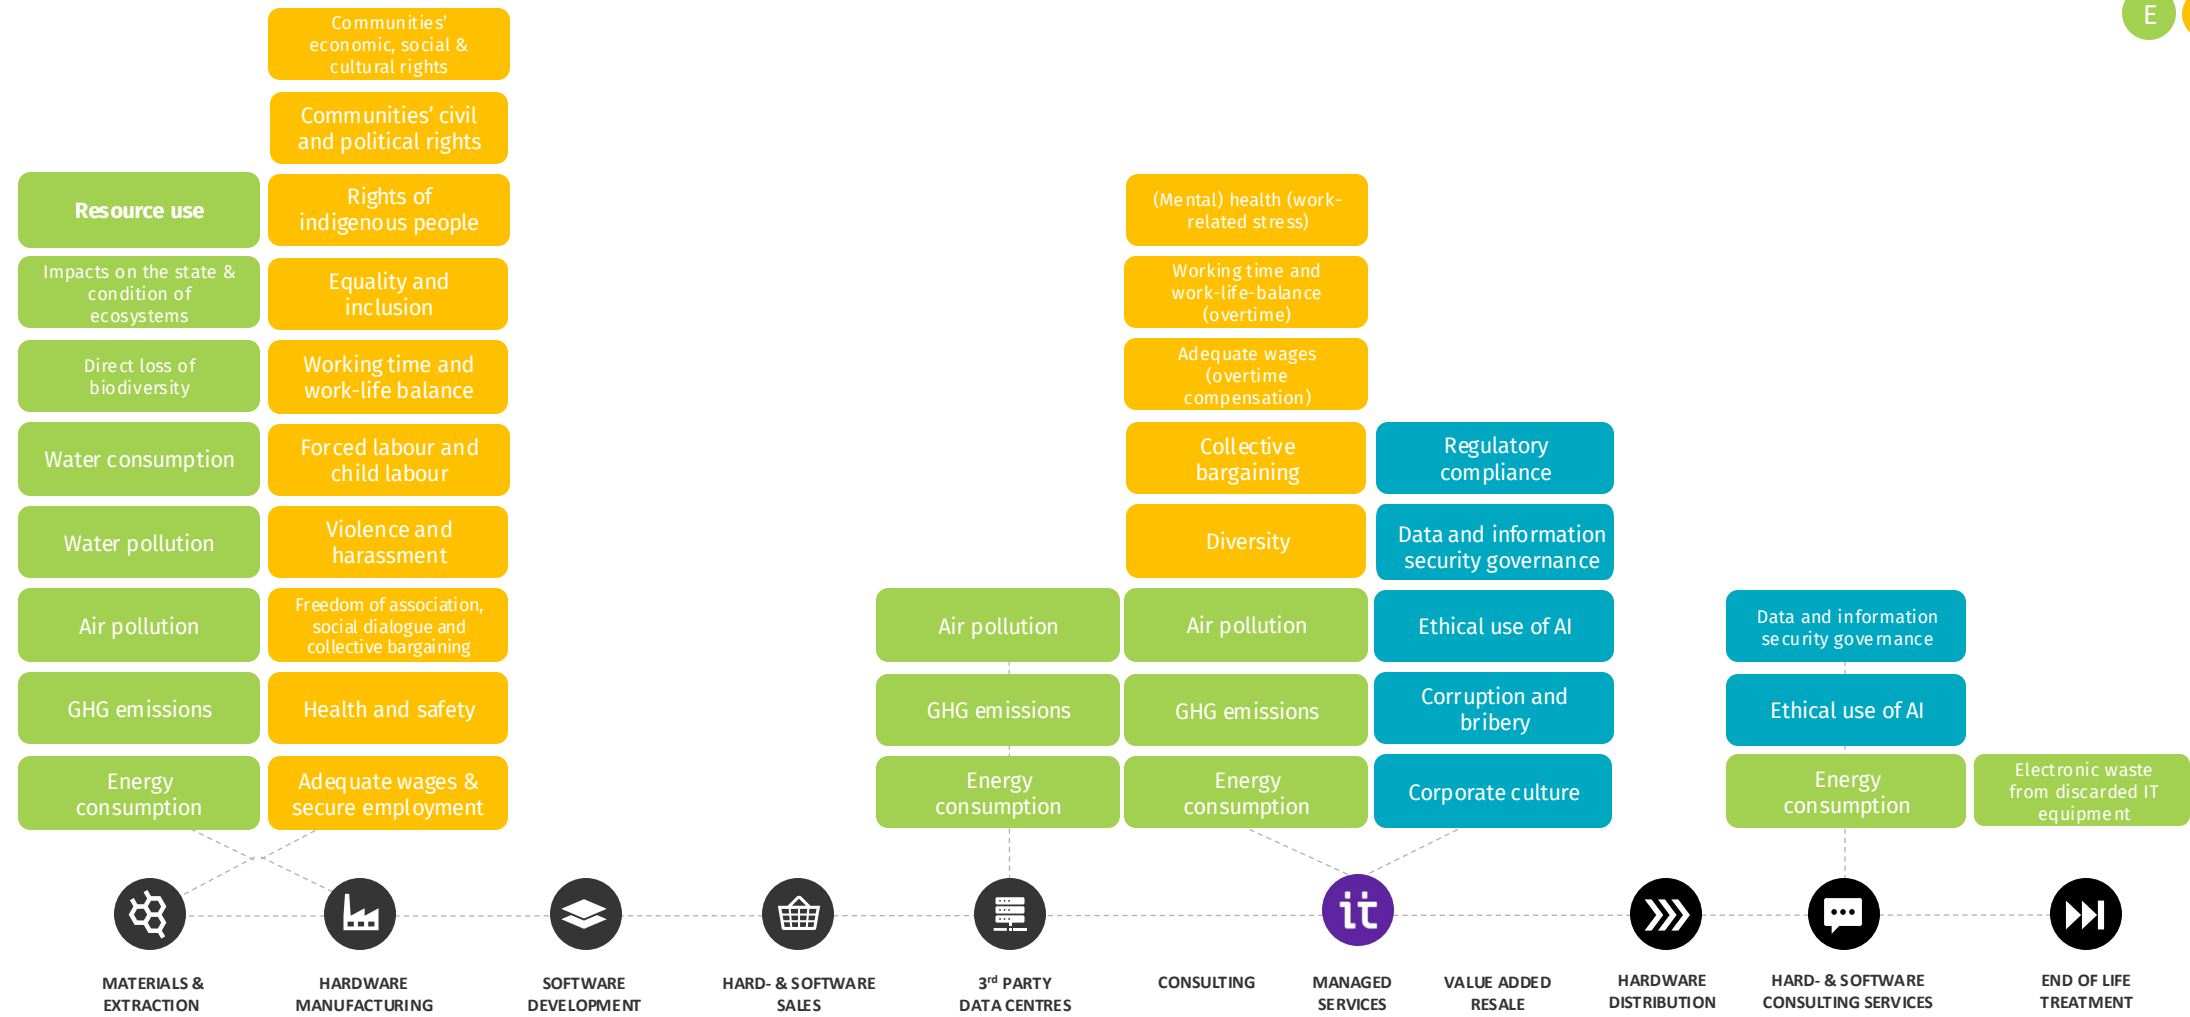 E
Communities'
economic, social &
cultural rights
Communities' civil
and political rights
Rights of
indigenous people
Equality and
inclusion
Working time and
work-life balance
Forced labour and
child labour
Violence and
harassment
Freedom of association,
social dialogue and
collective bargaining
Health and safety
Adequate wages &
secure employment
Resource use
Impacts on the state &
condition of
ecosystems
Direct loss of
biodiversity
Water consumption
Water pollution
Air pollution
GHG emissions
Energy
consumption
Air pollution
GHG emissions
Energy
consumption
(Mental) health (work-
related stress)
Working time and
work-life-balance
(overtime)
Adequate wages
(overtime
compensation)
Collective
bargaining
Diversity
Air pollution
GHG emissions
Energy
consumption
Regulatory
compliance
Data and information
security governance
Ethical use of AI
Corruption and
bribery
Corporate culture
Data and information
security governance
Ethical use of AI
Energy
consumption
Electronic waste
from discarded IT
equipment
it
MATERIALS &
EXTRACTION
HARDWARE
MANUFACTURING
SOFTWARE
DEVELOPMENT
HARD- & SOFTWARE
SALES
3rd PARTY
DATA CENTRES
CONSULTING
MANAGED
SERVICES
VALUE ADDED
RESALE
HARDWARE
DISTRIBUTION
HARD- & SOFTWARE
CONSULTING SERVICES
END OF LIFE
TREATMENT